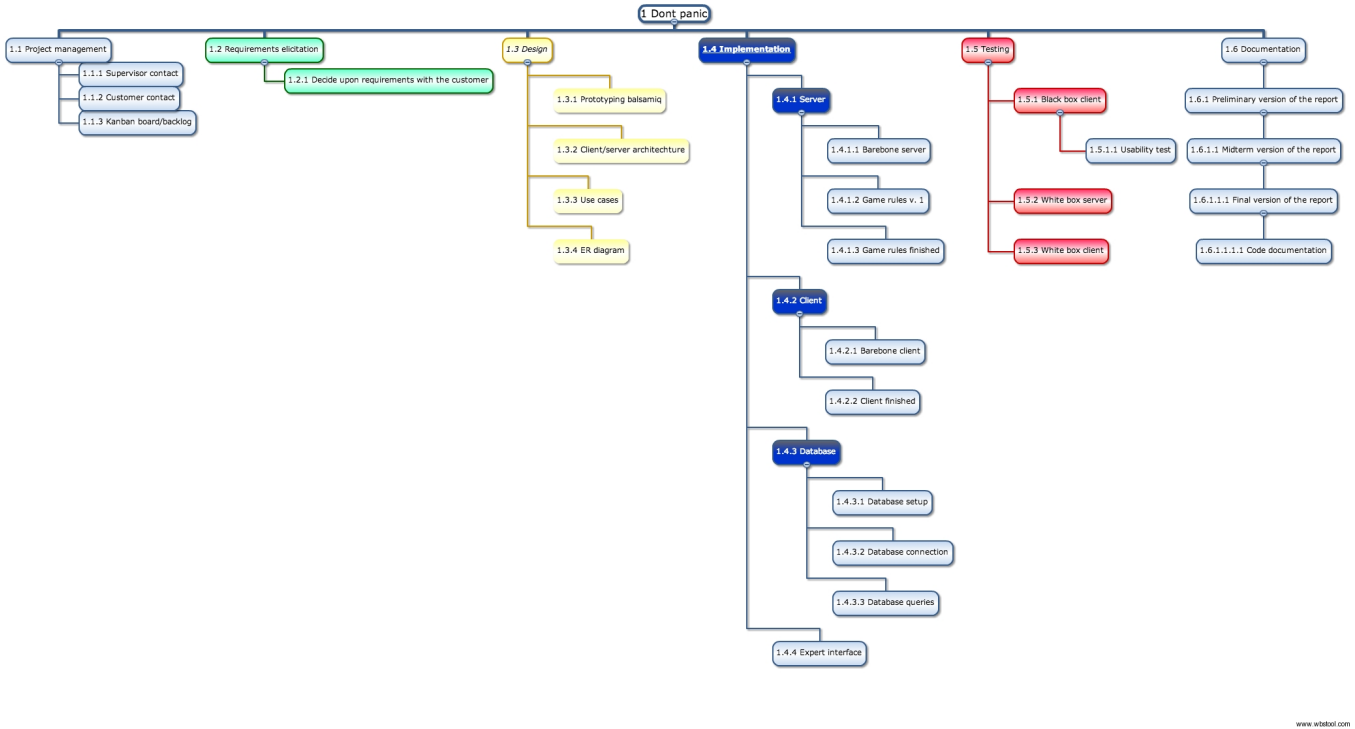 1 Dont panic
1.1 Project management
1.1.1 Supervisor contact
1.1.2 Customer contact
1.1.3 Kanban board/backlog
1.2 Requirements elicitation
1.2.1 Decide upon requirements with the customer
1.3 Design
1.3.1 Prototyping balsamiq
1.3.2 Client/server architechture
1.3.3 Use cases
1.3.4 ER diagram
1.4 Implementation
1.4.1 Server
1.4.1.1 Barebone server
1.4.1.2 Game rules v. 1
1.4.1.3 Game rules finished
1.4.2 Client
1.4.2.1 Barebone client
1.4.2.2 Client finished
1.4.3 Database
1.4.3.1 Database setup
1.4.3.2 Database connection
1.4.3.3 Database queries
1.4.4 Expert interface
1.5 Testing
1.5.1 Black box client
1.5.1.1 Usability test
1.5.2 White box server
1.5.3 White box client
1.6 Documentation
1.6.1 Preliminary version of the report
1.6.1.1 Midterm version of the report
1.6.1.1.1 Final version of the report
1.6.1.1.1.1 Code documentation
www.wbstool.com